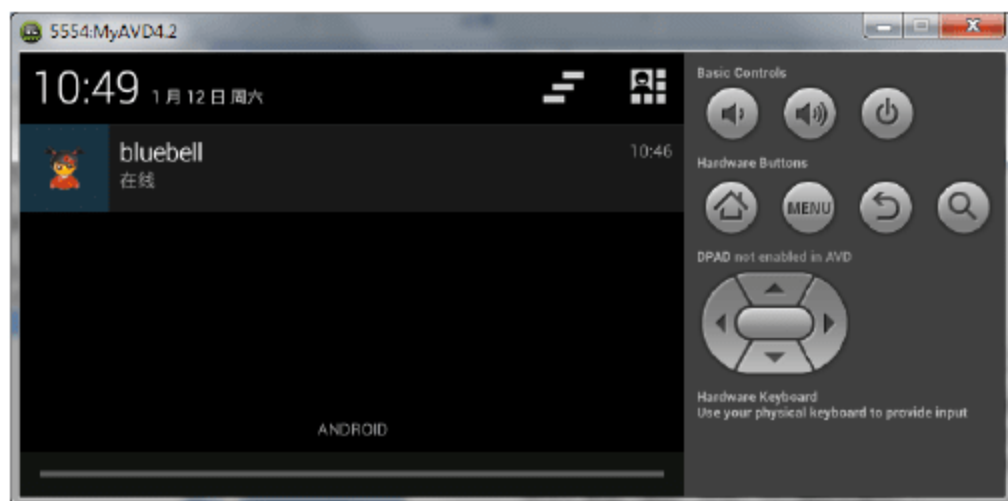 5554:MyAVD4.2
10:49 1月12日 周六
bluebell
10:46
在线
ANDROID
Basic Controls
Hardware Buttons
MENU
DPAD not enabled in AVD
Hardware Keyboard
Use your physical keyboard to provide input